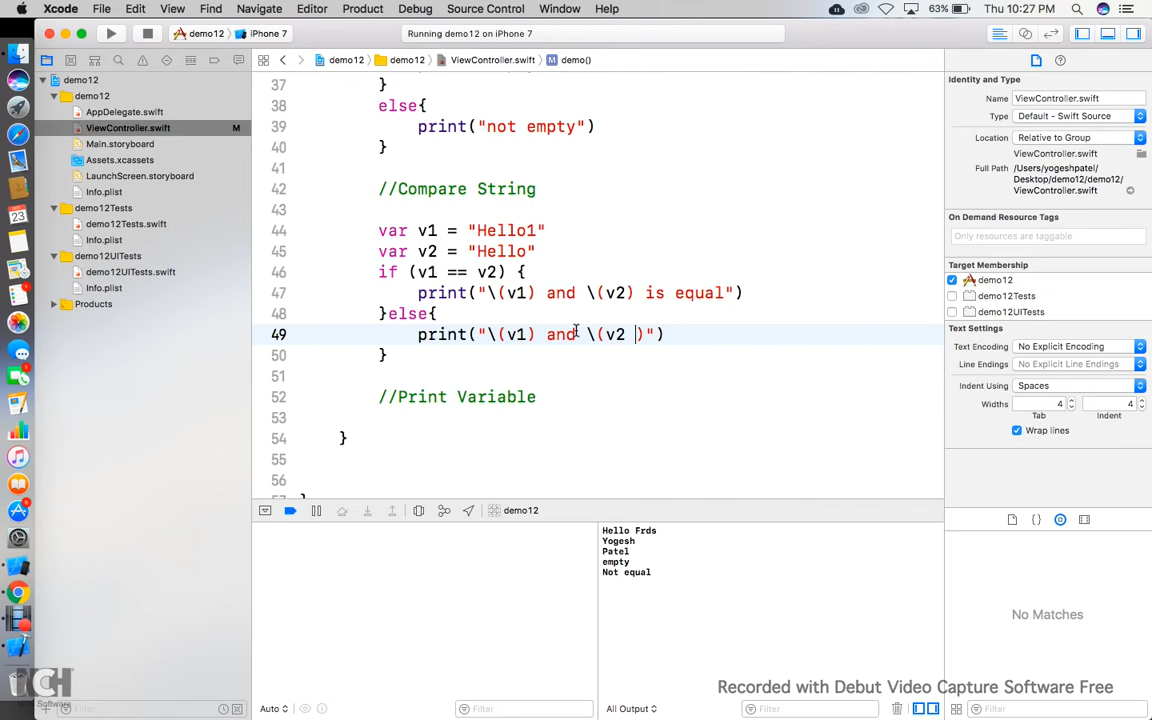 Xcode File Edit View Find Navigate Editor Product Debug Source Control Window Help 63% Thu 10:27 PM
demo12 iPhone 7 Running demo12 on iPhone 7
demo12 demo12 ViewController.swift M demo()
demo12
demo12
AppDelegate.swift
ViewController.swift M
Main.storyboard
Assets.xcassets
LaunchScreen.storyboard
Info.plist
demo12Tests
demo12Tests.swift
Info.plist
demo12UITests
demo12UITests.swift
Info.plist
Products
37 }
38 else{
39 print("not empty")
40 }
41
42 //Compare String
43
44 var v1 = "Hello1"
45 var v2 = "Hello"
46 if (v1 == v2) {
47 print("\(v1) and \(v2) is equal")
48 }else{
49 print("\(v1) and \(v2 )")
50 }
51
52 //Print Variable
53
54 }
55
56
demo12
Hello Frds
Yogesh
Patel
empty
Not equal
Auto
Filter
All Output
Filter
Identity and Type
Name ViewController.swift
Type Default - Swift Source
Location Relative to Group
ViewController.swift
Full Path /Users/yogeshpatel/
Desktop/demo12/demo12/
ViewController.swift
On Demand Resource Tags
Only resources are taggable
Target Membership
demo12
demo12Tests
demo12UITests
Text Settings
Text Encoding No Explicit Encoding
Line Endings No Explicit Line Endings
Indent Using Spaces
Widths 4 4
Tab Indent
Wrap lines
No Matches
Filter
23
NCH
Software
Filter
Recorded with Debut Video Capture Software Free